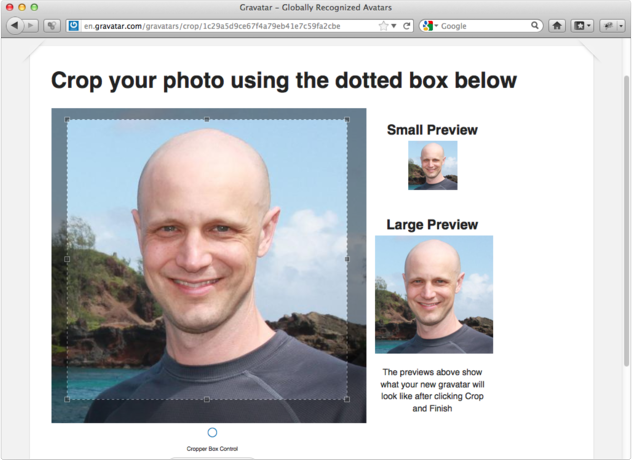 Gravatar - Globally Recognized Avatars
en.gravatar.com/gravatars/crop/1c29a5d9ce67f4a79eb41e7c59fa2cbe
Google
Crop your photo using the dotted box below
Small Preview
Large Preview
The previews above show
what your new gravatar will
look like after clicking Crop
and Finish
Cropper Box Control